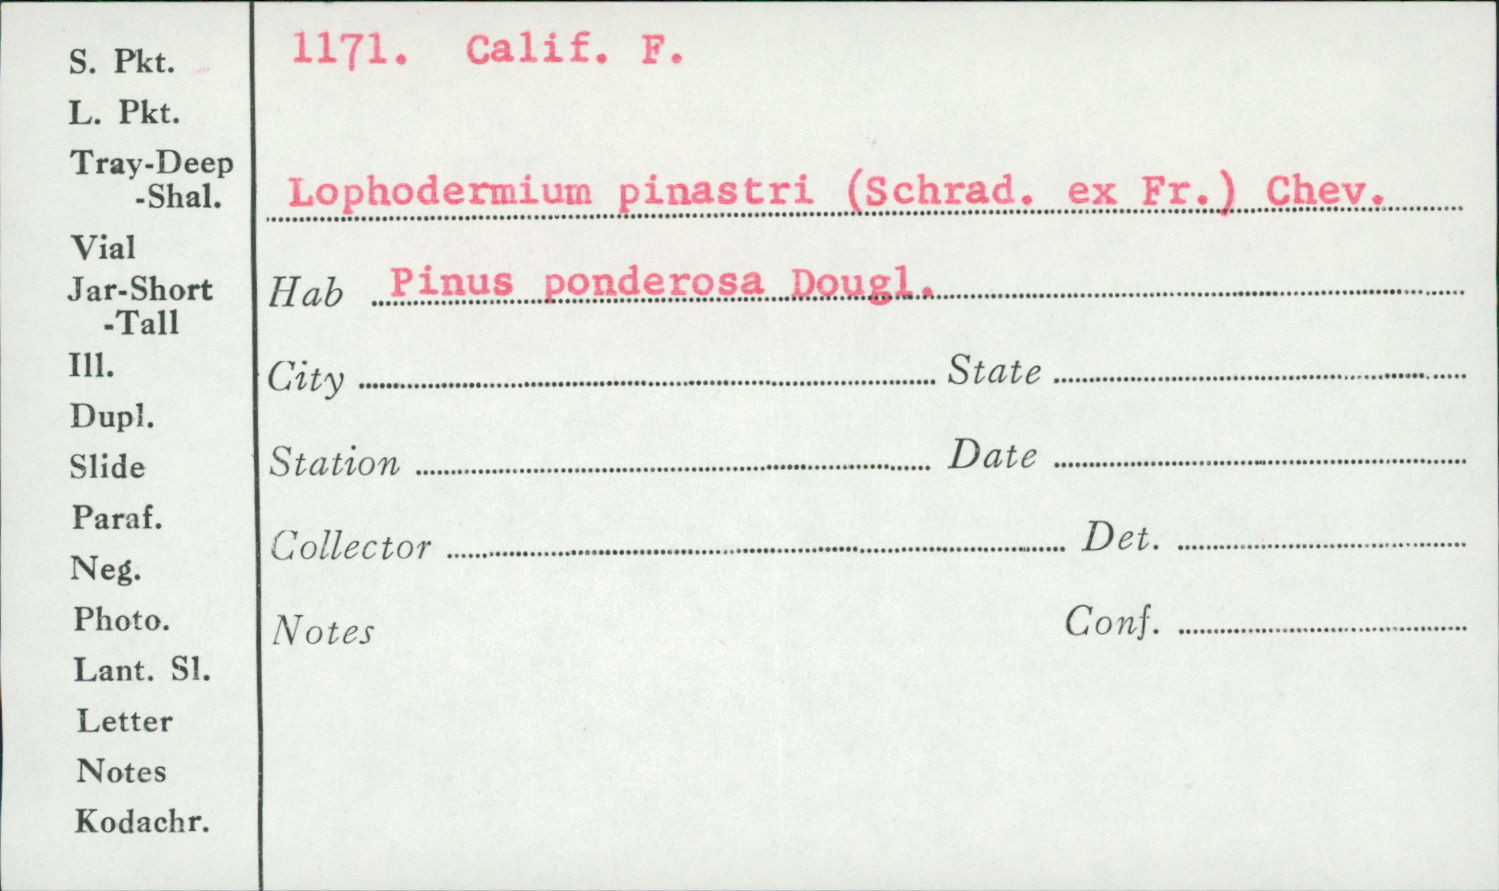 S. Pkt.
L. Pkt.
Tray-Deep
-Shal.
Vial
Jar-Short
-Tall
Ill.
Dupl.
Slide
Paraf.
Neg.
Photo.
Lant. Sl.
Letter
Notes
Kodachr.
1171. Calif. F.
Lophodermium pinastri (Schrad. ex Fr.) Chev.
Hab Pinus ponderosa Dougl.
City State
Station Date
Collector Det.
Notes Conf.